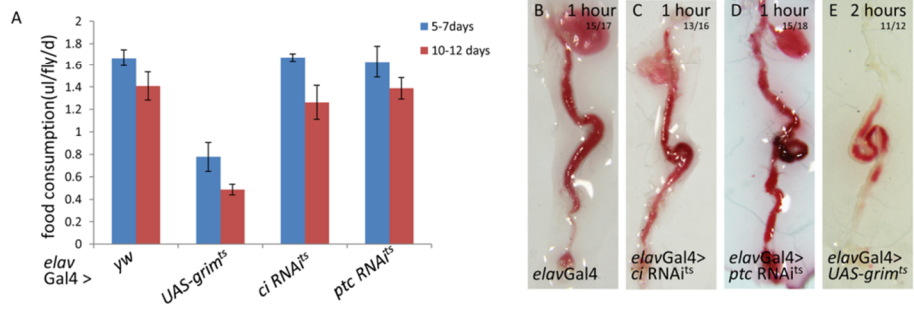 A
food consumption(ul/fly/d)
2
1.8
1.6
1.4
1.2
1
0.8
0.6
0.4
0.2
0
5-7days
10-12 days
elav
Gal4 >
yw
UAS-grimts
ci RNAits
ptc RNAits
B 1 hour
15/17
elavGal4
C 1 hour
13/16
elavGal4>
ci RNAits
D 1 hour
15/18
elavGal4>
ptc RNAits
E 2 hours
11/12
elavGal4>
UAS-grimts